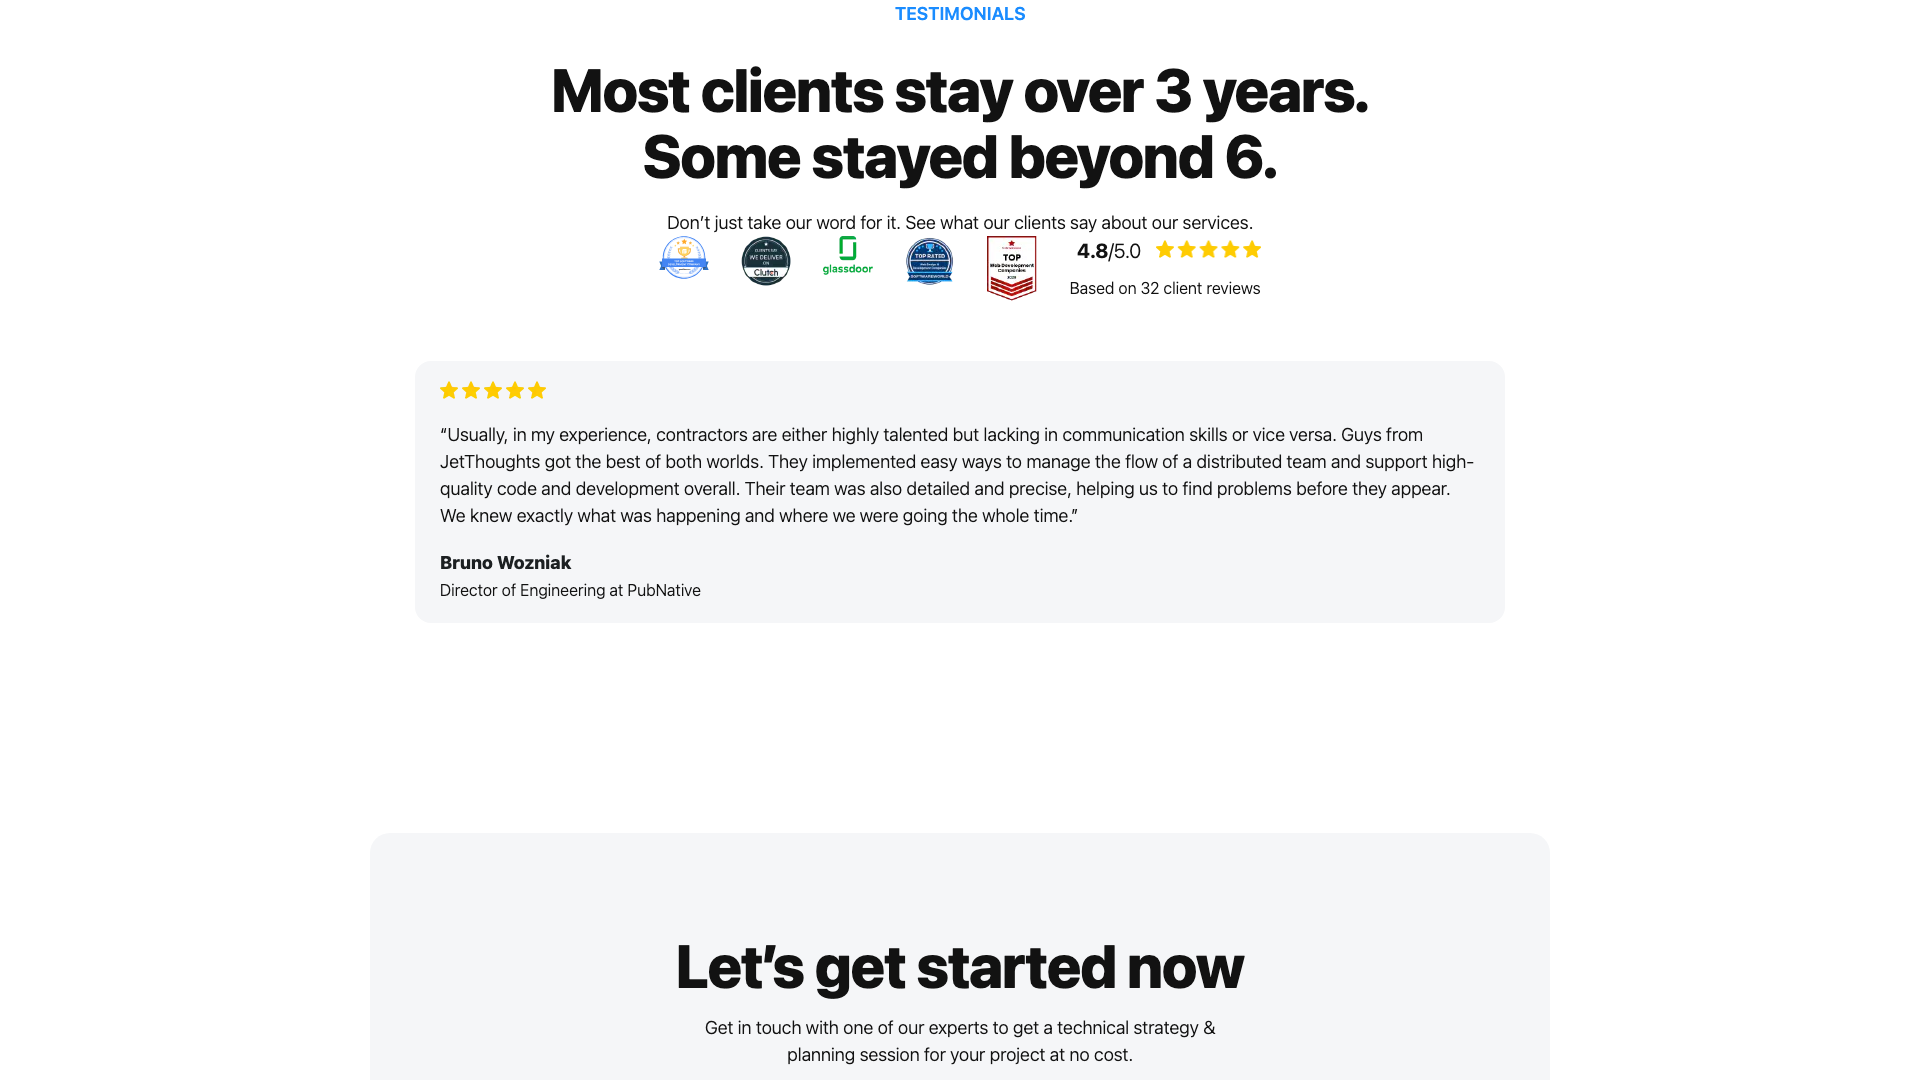 TESTIMONIALS
Most clients stay over 3 years.
Some stayed beyond 6.
Don’t just take our word for it. See what our clients say about our services.
CLIENTS SAY
WE DELIVER
ON
Clutch
glassdoor
TOP RATED
SOFTWAREWORLD
TOP
Web Development
Companies
4.8/5.0
Based on 32 client reviews
“Usually, in my experience, contractors are either highly talented but lacking in communication skills or vice versa. Guys from
JetThoughts got the best of both worlds. They implemented easy ways to manage the flow of a distributed team and support high-
quality code and development overall. Their team was also detailed and precise, helping us to find problems before they appear.
We knew exactly what was happening and where we were going the whole time.”
Bruno Wozniak
Director of Engineering at PubNative
Let’s get started now
Get in touch with one of our experts to get a technical strategy &
planning session for your project at no cost.